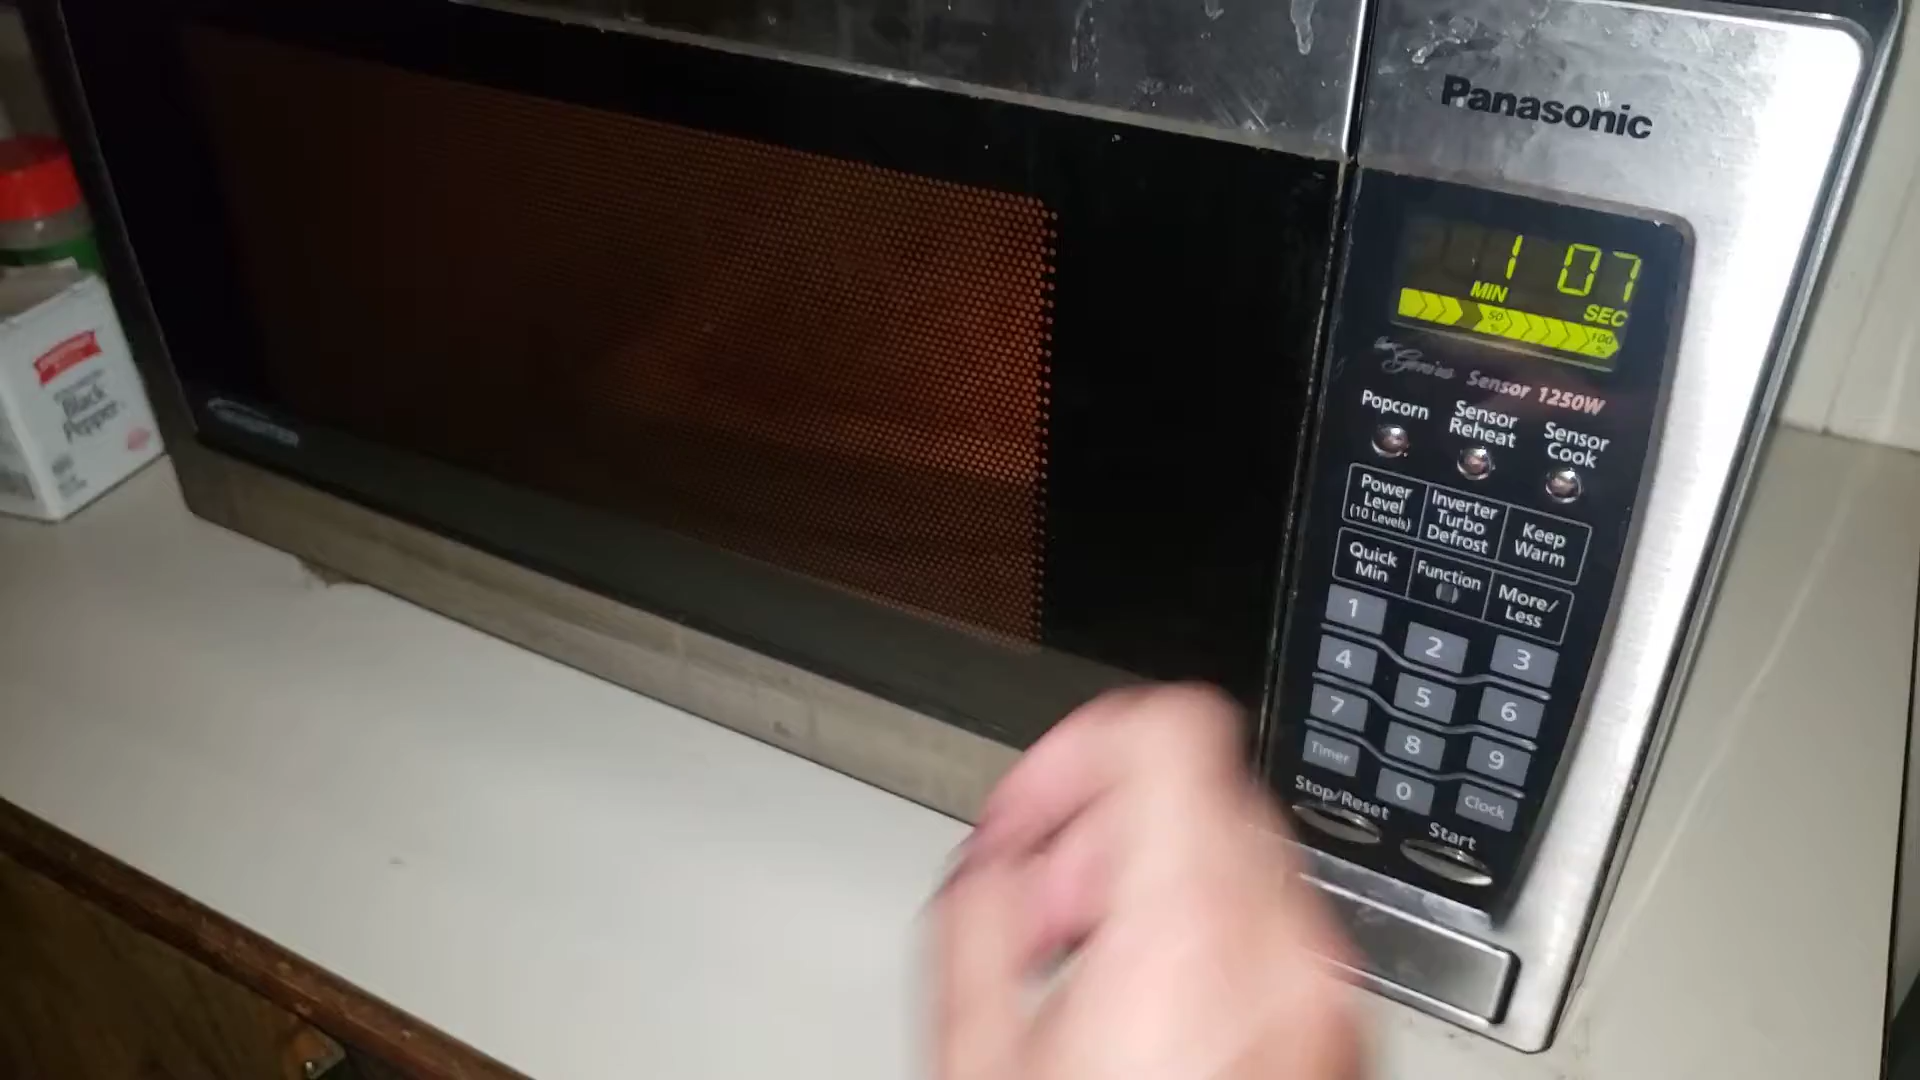 Panasonic
1 07
MIN
SEC
50
%
100
%
Genius Sensor 1250W
Popcorn
Sensor
Reheat
Sensor
Cook
Power
Level
(10 Levels)
Inverter
Turbo
Defrost
Keep
Warm
Quick
Min
Function
More/
Less
1
2
3
4
5
6
7
8
9
Timer
0
Clock
Stop/Reset
Start
INVERTER
Black
Pepper